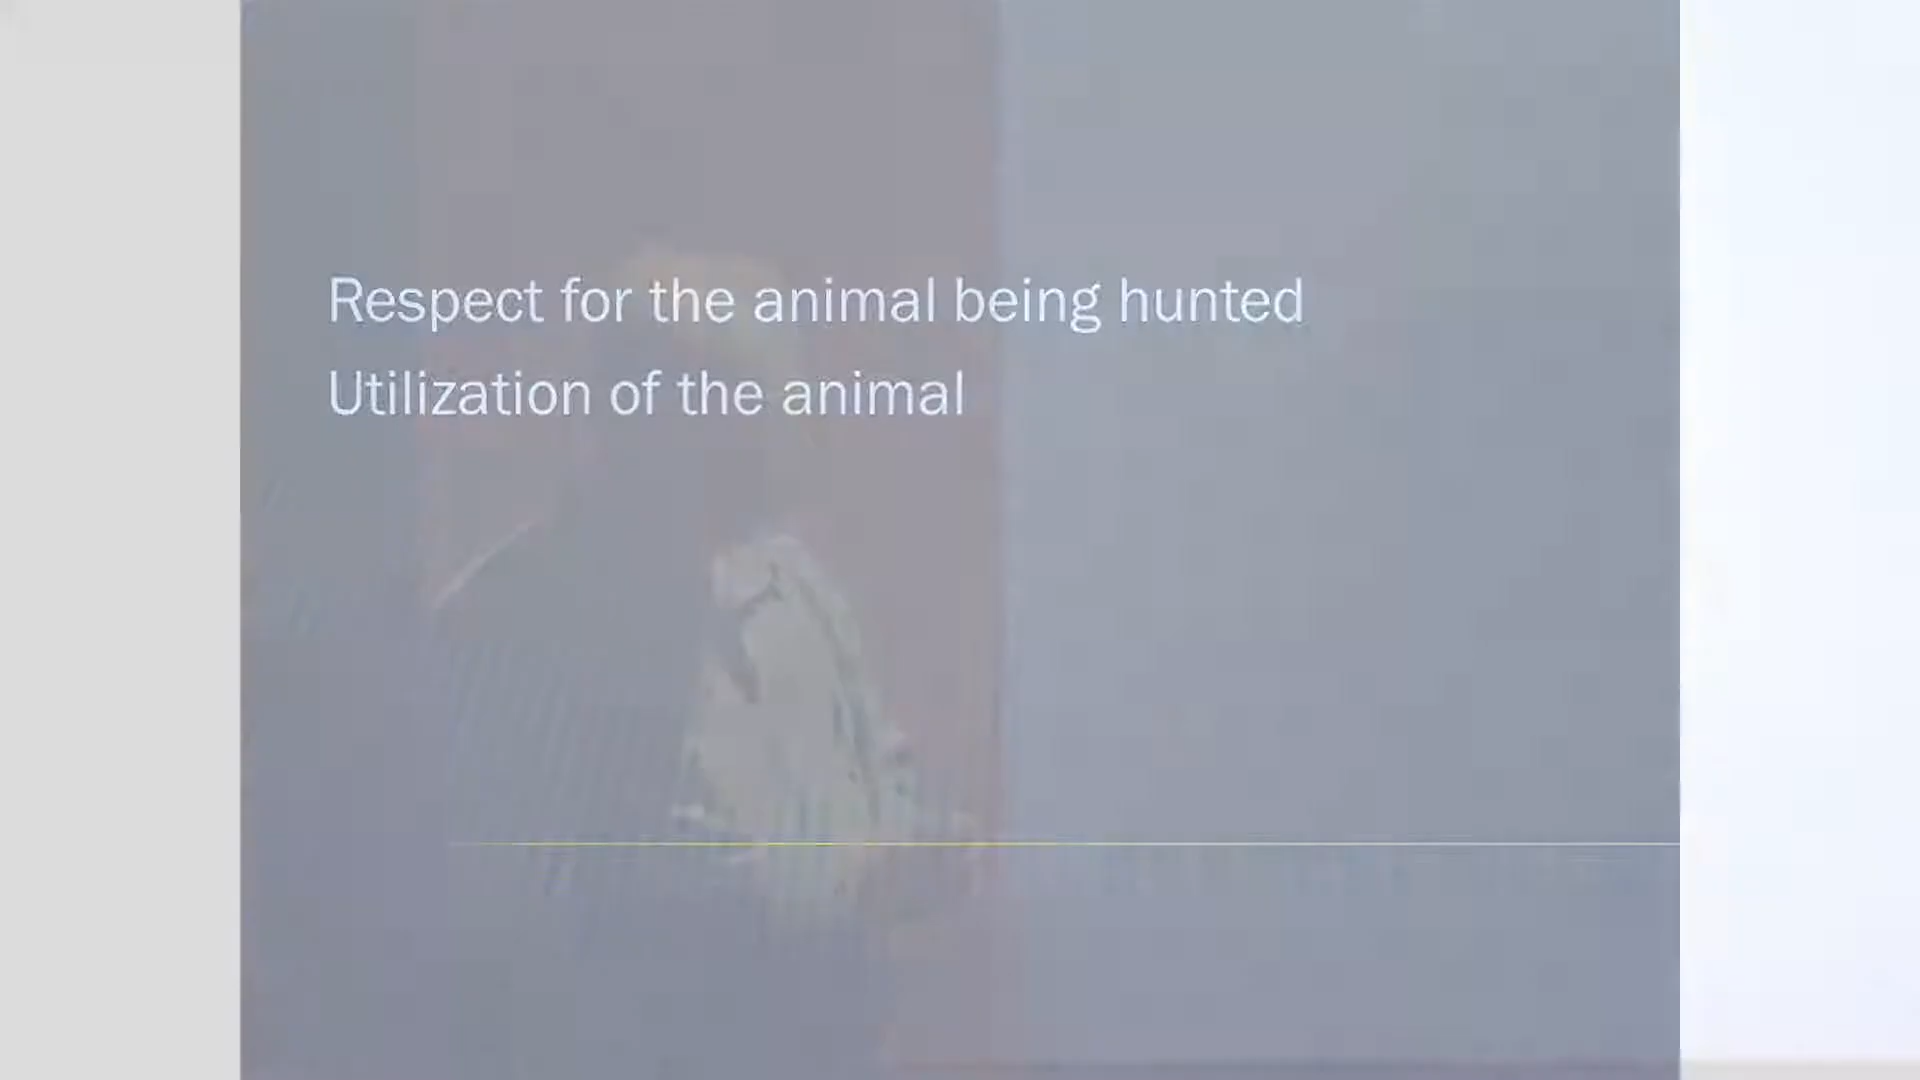 Respect for the animal being hunted
Utilization of the animal